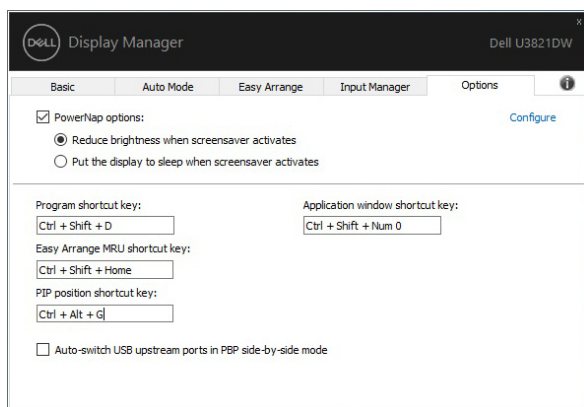 DELL Display Manager Dell U3821DW
Basic Auto Mode Easy Arrange Input Manager Options
PowerNap options: Configure
Reduce brightness when screensaver activates
Put the display to sleep when screensaver activates
Program shortcut key: Application window shortcut key:
Ctrl + Shift + D Ctrl + Shift + Num 0
Easy Arrange MRU shortcut key:
Ctrl + Shift + Home
PIP position shortcut key:
Ctrl + Alt + G
Auto-switch USB upstream ports in PBP side-by-side mode